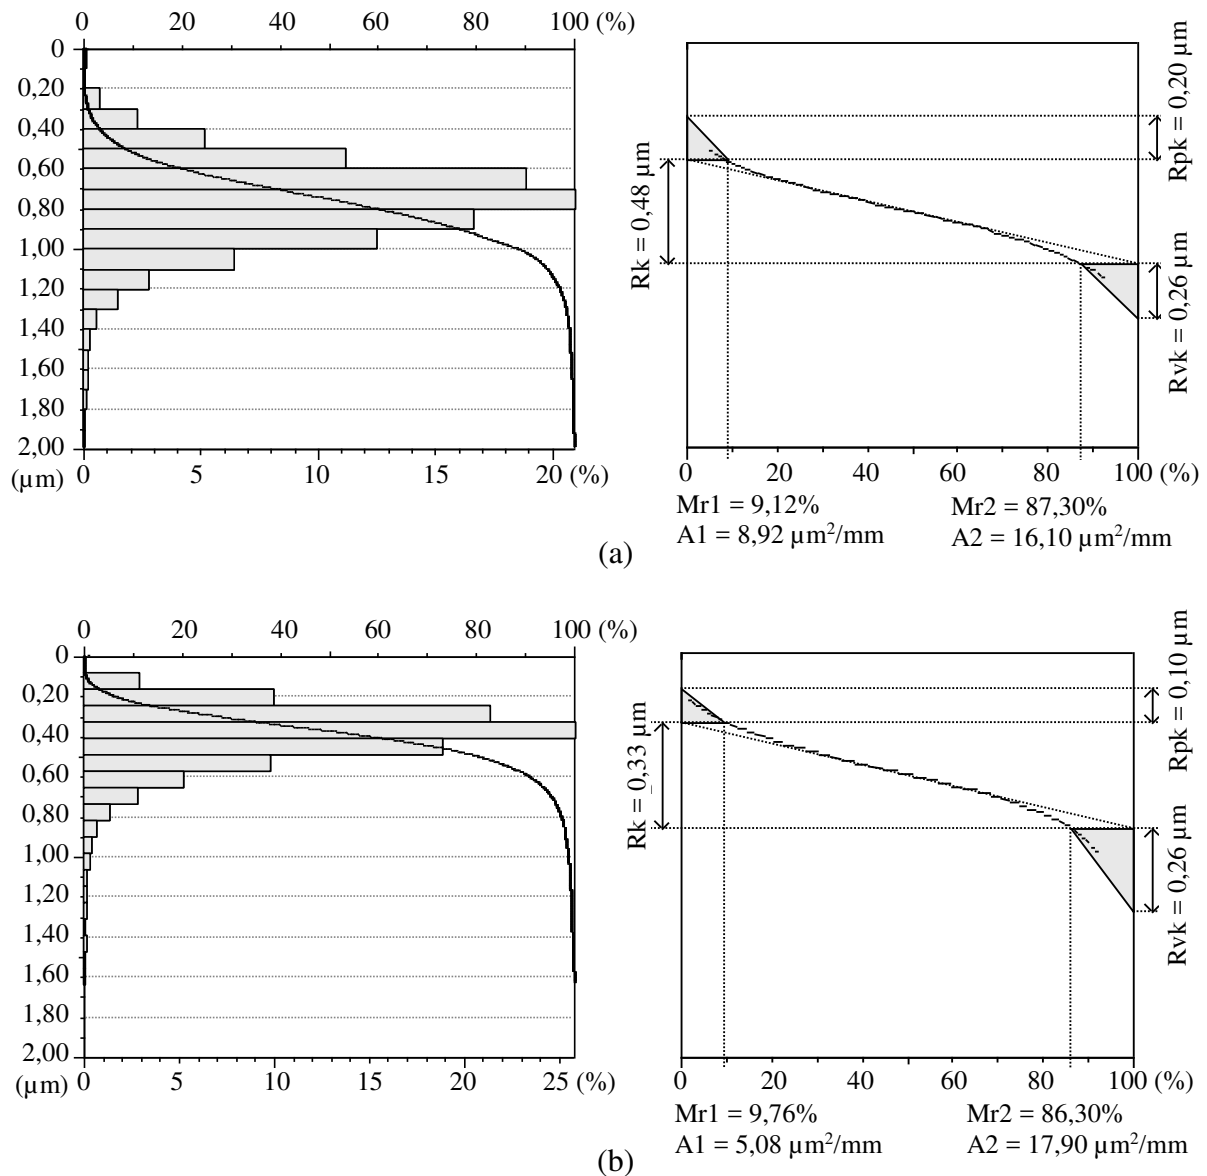 0 20 40 60 80 100 (%)
0
0,20
0,40
0,60
0,80
1,00
1,20
1,40
1,60
1,80
2,00
(µm) 0 5 10 15 20 (%)
Rk = 0,48 µm
Rpk = 0,20 µm
Rvk = 0,26 µm
0 20 40 60 80 100 (%)
Mr1 = 9,12% Mr2 = 87,30%
A1 = 8,92 µm²/mm A2 = 16,10 µm²/mm
(a)
0 20 40 60 80 100 (%)
0
0,20
0,40
0,60
0,80
1,00
1,20
1,40
1,60
1,80
2,00
(µm) 0 5 10 15 20 25 (%)
Rk = 0,33 µm
Rpk = 0,10 µm
Rvk = 0,26 µm
0 20 40 60 80 100 (%)
Mr1 = 9,76% Mr2 = 86,30%
A1 = 5,08 µm²/mm A2 = 17,90 µm²/mm
(b)